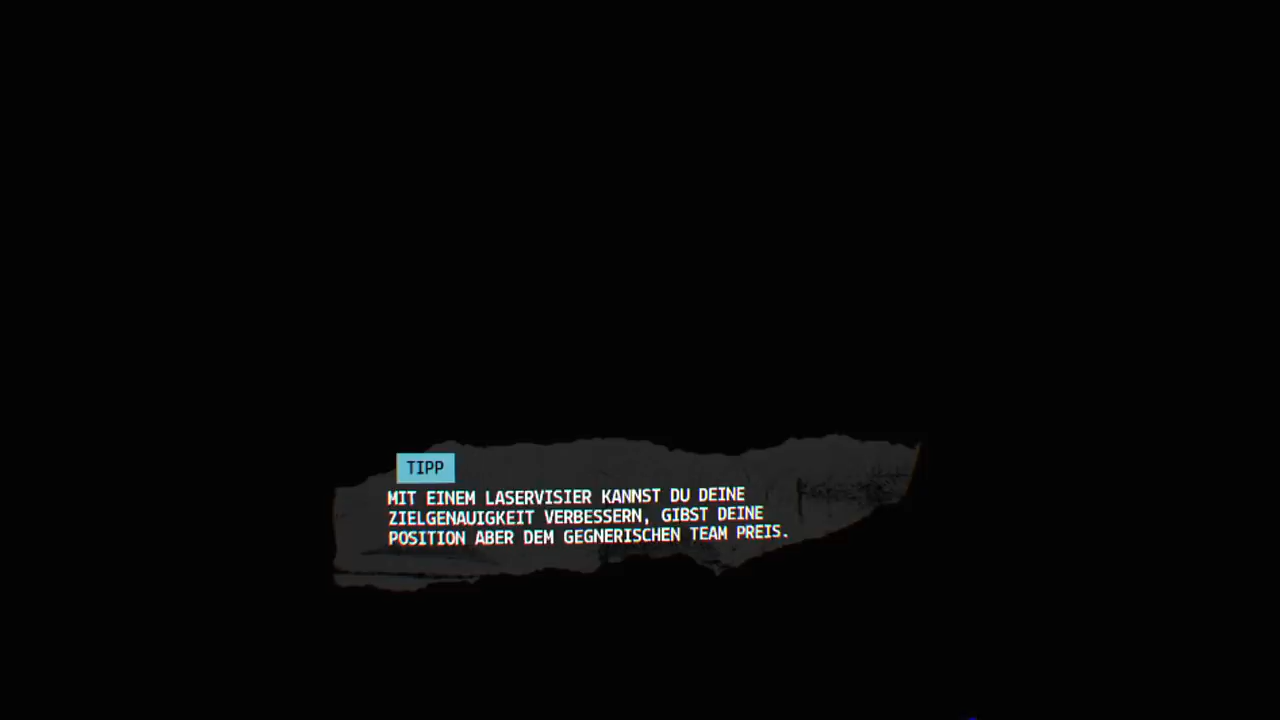 TIPP
MIT EINEM LASERVISIER KANNST DU DEINE
ZIELGENAUIGKEIT VERBESSERN, GIBST DEINE
POSITION ABER DEM GEGNERISCHEN TEAM PREIS.